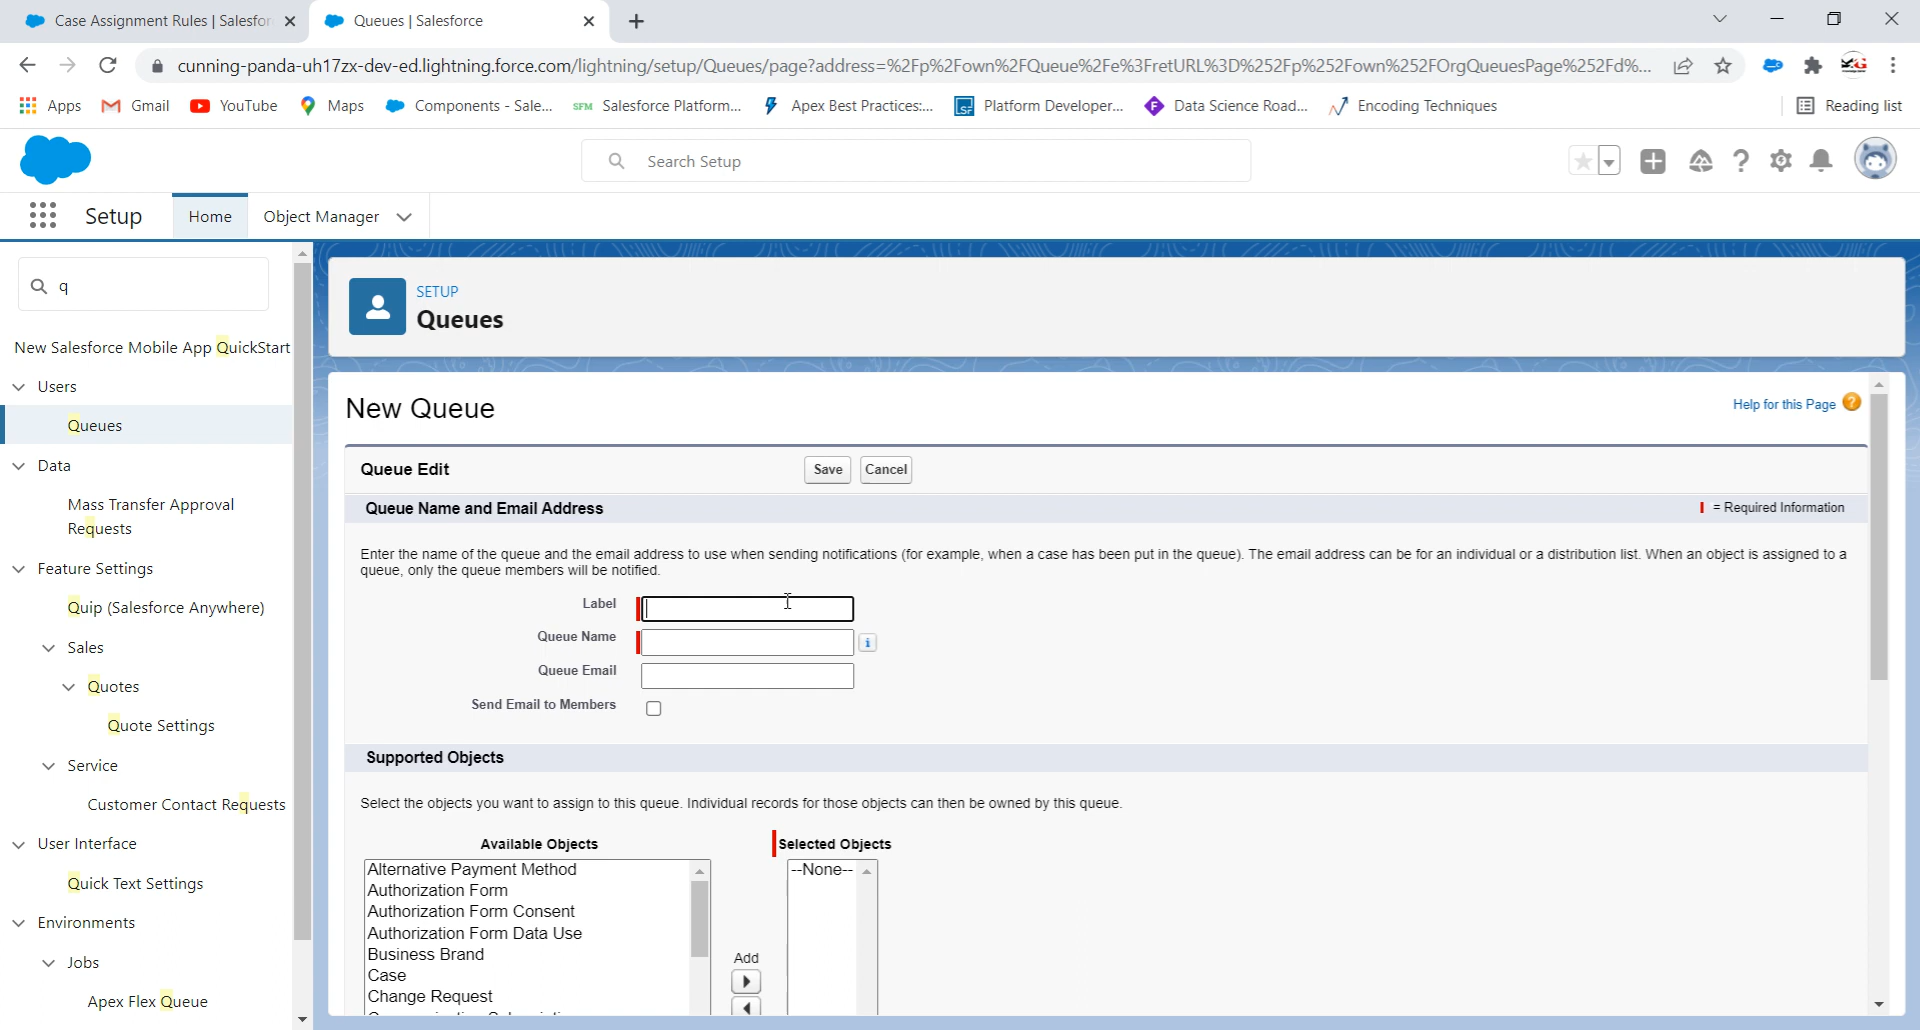 Case Assignment Rules | Salesfor
Queues | Salesforce
cunning-panda-uh17zx-dev-ed.lightning.force.com/lightning/setup/Queues/page?address=%2Fp%2Fown%2FQueue%2Fe%3FretURL%3D%252Fp%252Fown%252FOrgQueuesPage%252Fd%...
Apps
Gmail
YouTube
Maps
Components - Sale...
SFM Salesforce Platform...
Apex Best Practices:...
Platform Developer...
Data Science Road...
Encoding Techniques
Reading list
Search Setup
Setup
Home
Object Manager
q
New Salesforce Mobile App QuickStart
Users
Queues
Data
Mass Transfer Approval
Requests
Feature Settings
Quip (Salesforce Anywhere)
Sales
Quotes
Quote Settings
Service
Customer Contact Requests
User Interface
Quick Text Settings
Environments
Jobs
Apex Flex Queue
SETUP
Queues
New Queue
Help for this Page
Queue Edit
Save
Cancel
Queue Name and Email Address
= Required Information
Enter the name of the queue and the email address to use when sending notifications (for example, when a case has been put in the queue). The email address can be for an individual or a distribution list. When an object is assigned to a
queue, only the queue members will be notified.
Label
Queue Name
Queue Email
Send Email to Members
Supported Objects
Select the objects you want to assign to this queue. Individual records for those objects can then be owned by this queue.
Available Objects
Selected Objects
Alternative Payment Method
Authorization Form
Authorization Form Consent
Authorization Form Data Use
Business Brand
Case
Change Request
--None--
Add